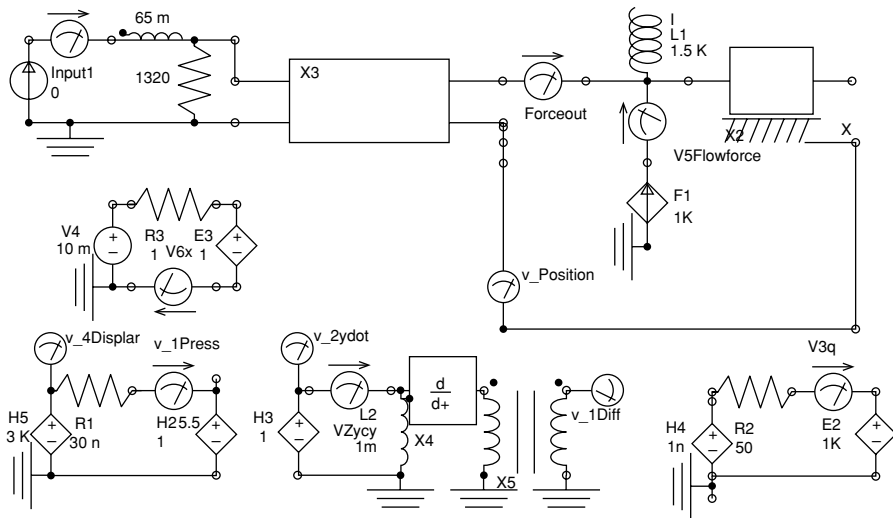 65 m
Input1
0
1320
X3
Forceout
I
L1
1.5 K
X2
X
V5Flowforce
F1
1K
V4
10 m
R3
1
V6x
E3
1
v_Position
v_4Displar
v_1Press
H5
3 K
R1
30 n
H25.5
1
v_2ydot
H3
1
L2
VZycy
1m
d
d+
X4
X5
v_1Diff
V3q
H4
1n
R2
50
E2
1K